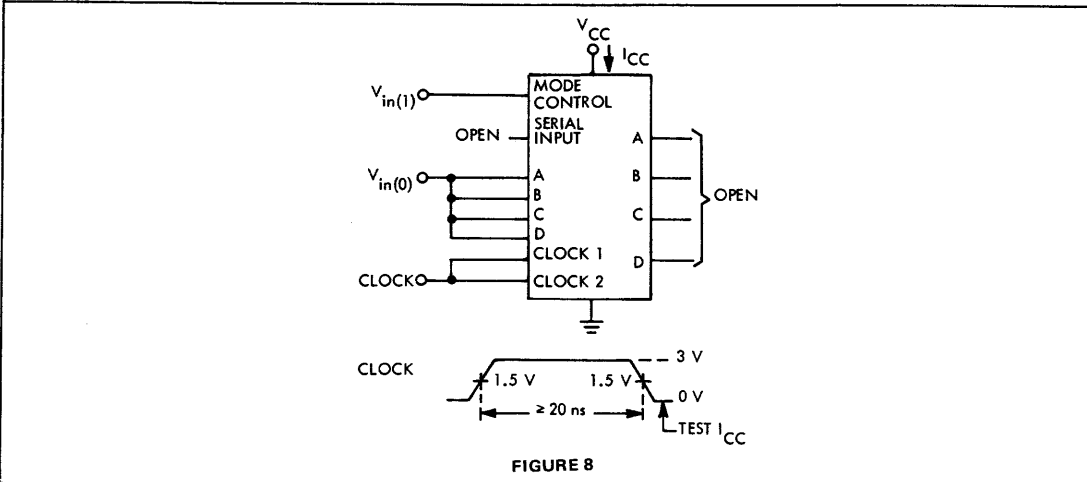 VCC
ICC
Vin(1)
MODE CONTROL
OPEN
SERIAL INPUT
Vin(0)
A
B
C
D
CLOCK 1
CLOCK
CLOCK 2
A
B
C
D
OPEN
CLOCK
3 V
1.5 V
1.5 V
0 V
≥ 20 ns
TEST ICC
FIGURE 8